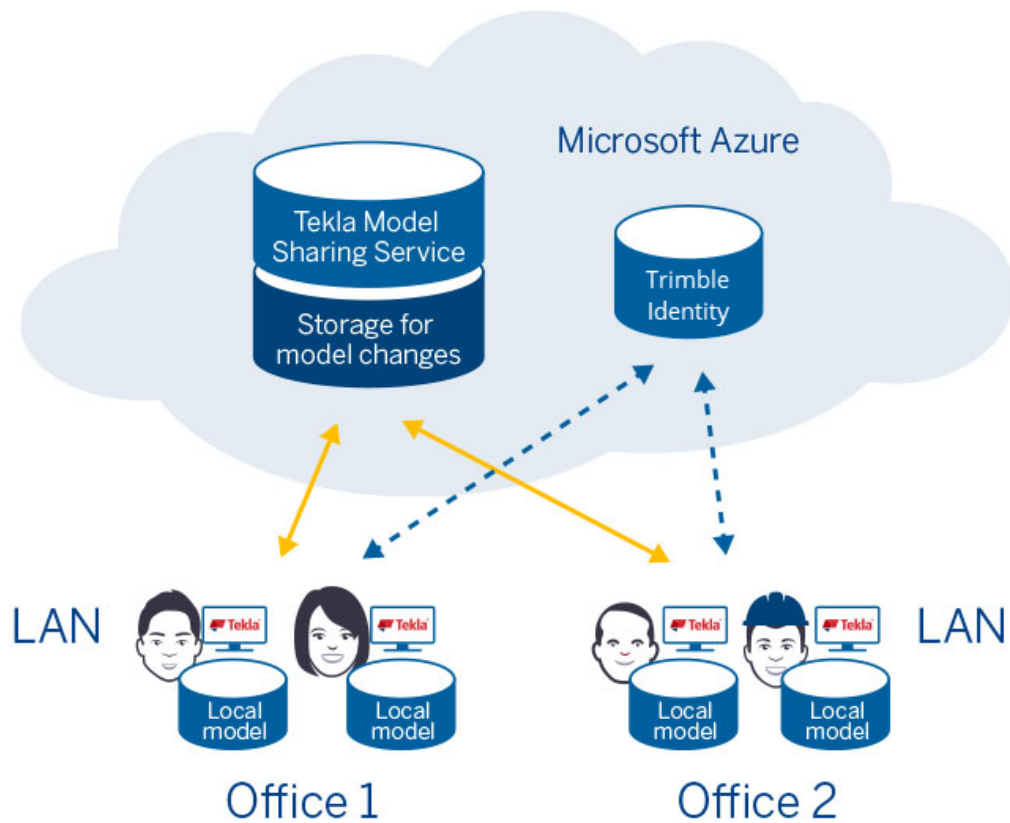 Microsoft Azure
Tekla Model
Sharing Service
Storage for
model changes
Trimble
Identity
LAN
Tekla
Tekla
Tekla
Tekla
LAN
Local
model
Local
model
Local
model
Local
model
Office 1
Office 2